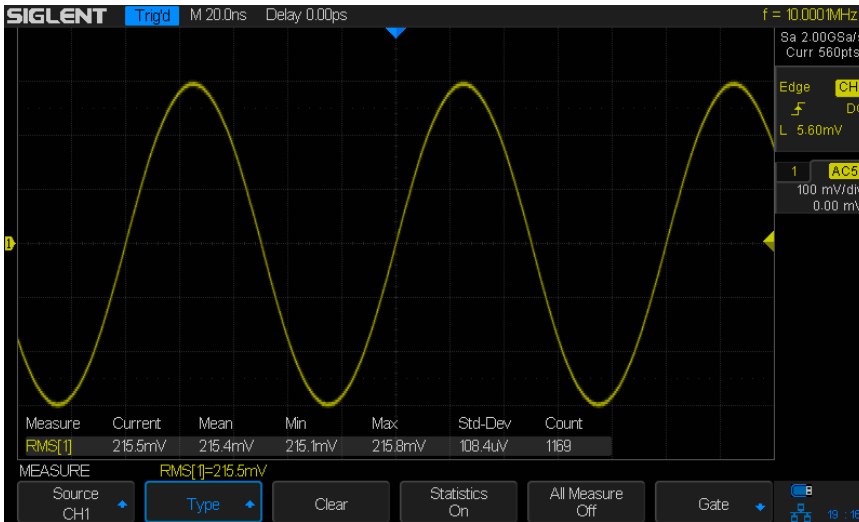 SIGLENT Trig'd M 20.0ns Delay 0.00ps f = 10.0001MHz
Sa 2.00GSa/s
Curr 560pts
Edge CH
DC
L 5.60mV
1 AC5
100 mV/div
0.00 mV
1
Measure Current Mean Min Max Std-Dev Count
RMS[1] 215.5mV 215.4mV 215.1mV 215.8mV 108.4uV 1169
MEASURE RMS[1]=215.5mV
Source
CH1
Type
Clear
Statistics
On
All Measure
Off
Gate
19 :